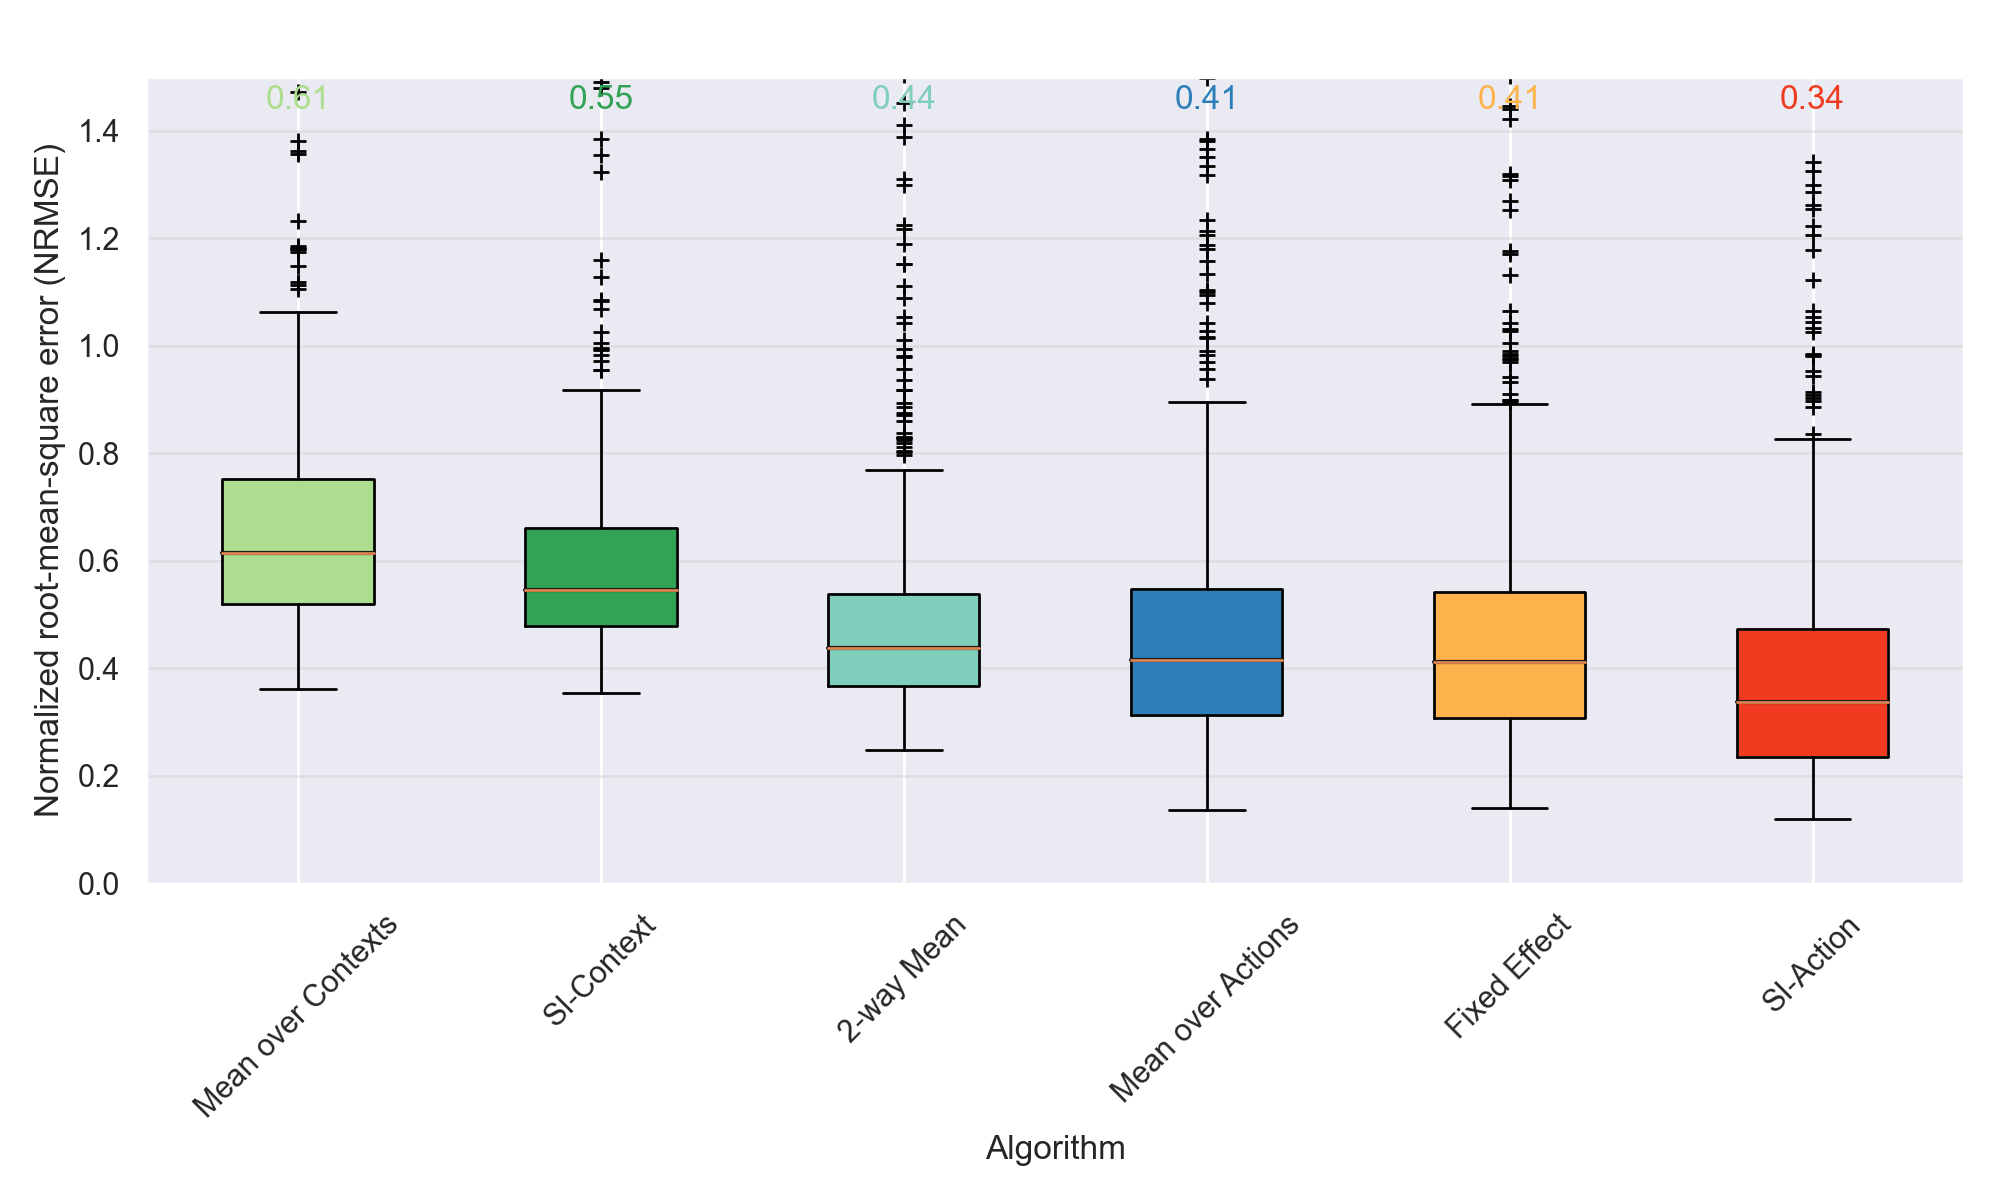 0.61 0.55 0.44 0.41 0.41 0.34
1.4
1.2
1.0
0.8
0.6
0.4
0.2
0.0
Normalized root-mean-square error (NRMSE)
Mean over Contexts
SI-Context
2-way Mean
Mean over Actions
Fixed Effect
SI-Action
Algorithm